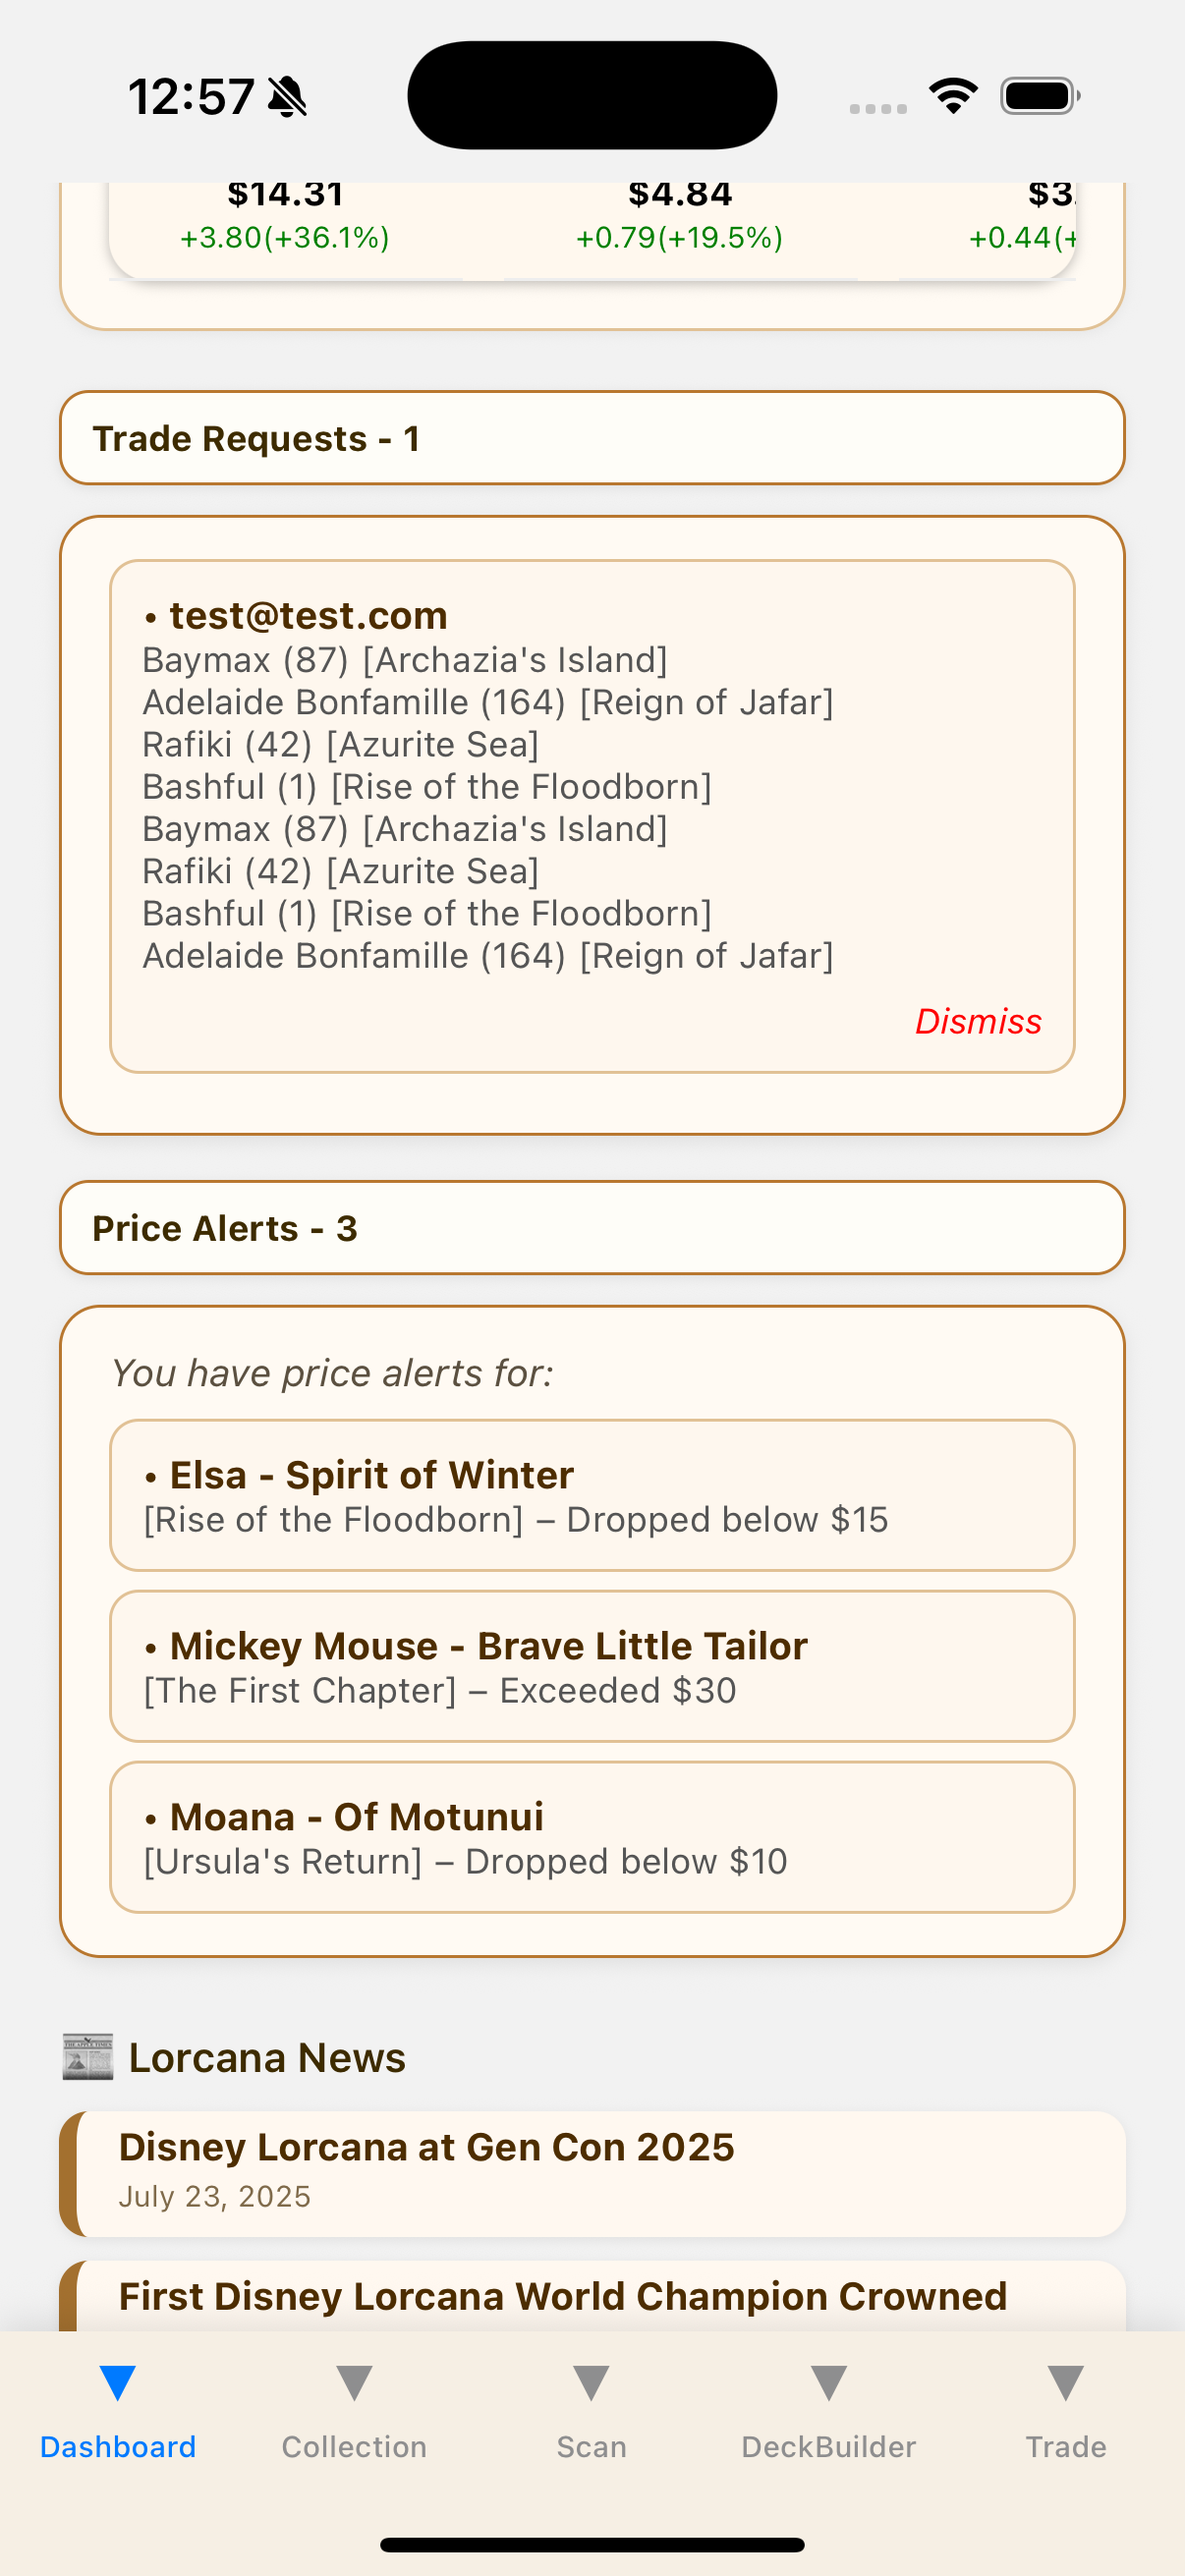 12:57
$14.31 $4.84 $3.
+3.80(+36.1%) +0.79(+19.5%) +0.44(+
Trade Requests - 1
• test@test.com
Baymax (87) [Archazia's Island]
Adelaide Bonfamille (164) [Reign of Jafar]
Rafiki (42) [Azurite Sea]
Bashful (1) [Rise of the Floodborn]
Baymax (87) [Archazia's Island]
Rafiki (42) [Azurite Sea]
Bashful (1) [Rise of the Floodborn]
Adelaide Bonfamille (164) [Reign of Jafar]
Dismiss
Price Alerts - 3
You have price alerts for:
• Elsa - Spirit of Winter
[Rise of the Floodborn] – Dropped below $15
• Mickey Mouse - Brave Little Tailor
[The First Chapter] – Exceeded $30
• Moana - Of Motunui
[Ursula's Return] – Dropped below $10
Lorcana News
Disney Lorcana at Gen Con 2025
July 23, 2025
First Disney Lorcana World Champion Crowned
Dashboard Collection Scan DeckBuilder Trade